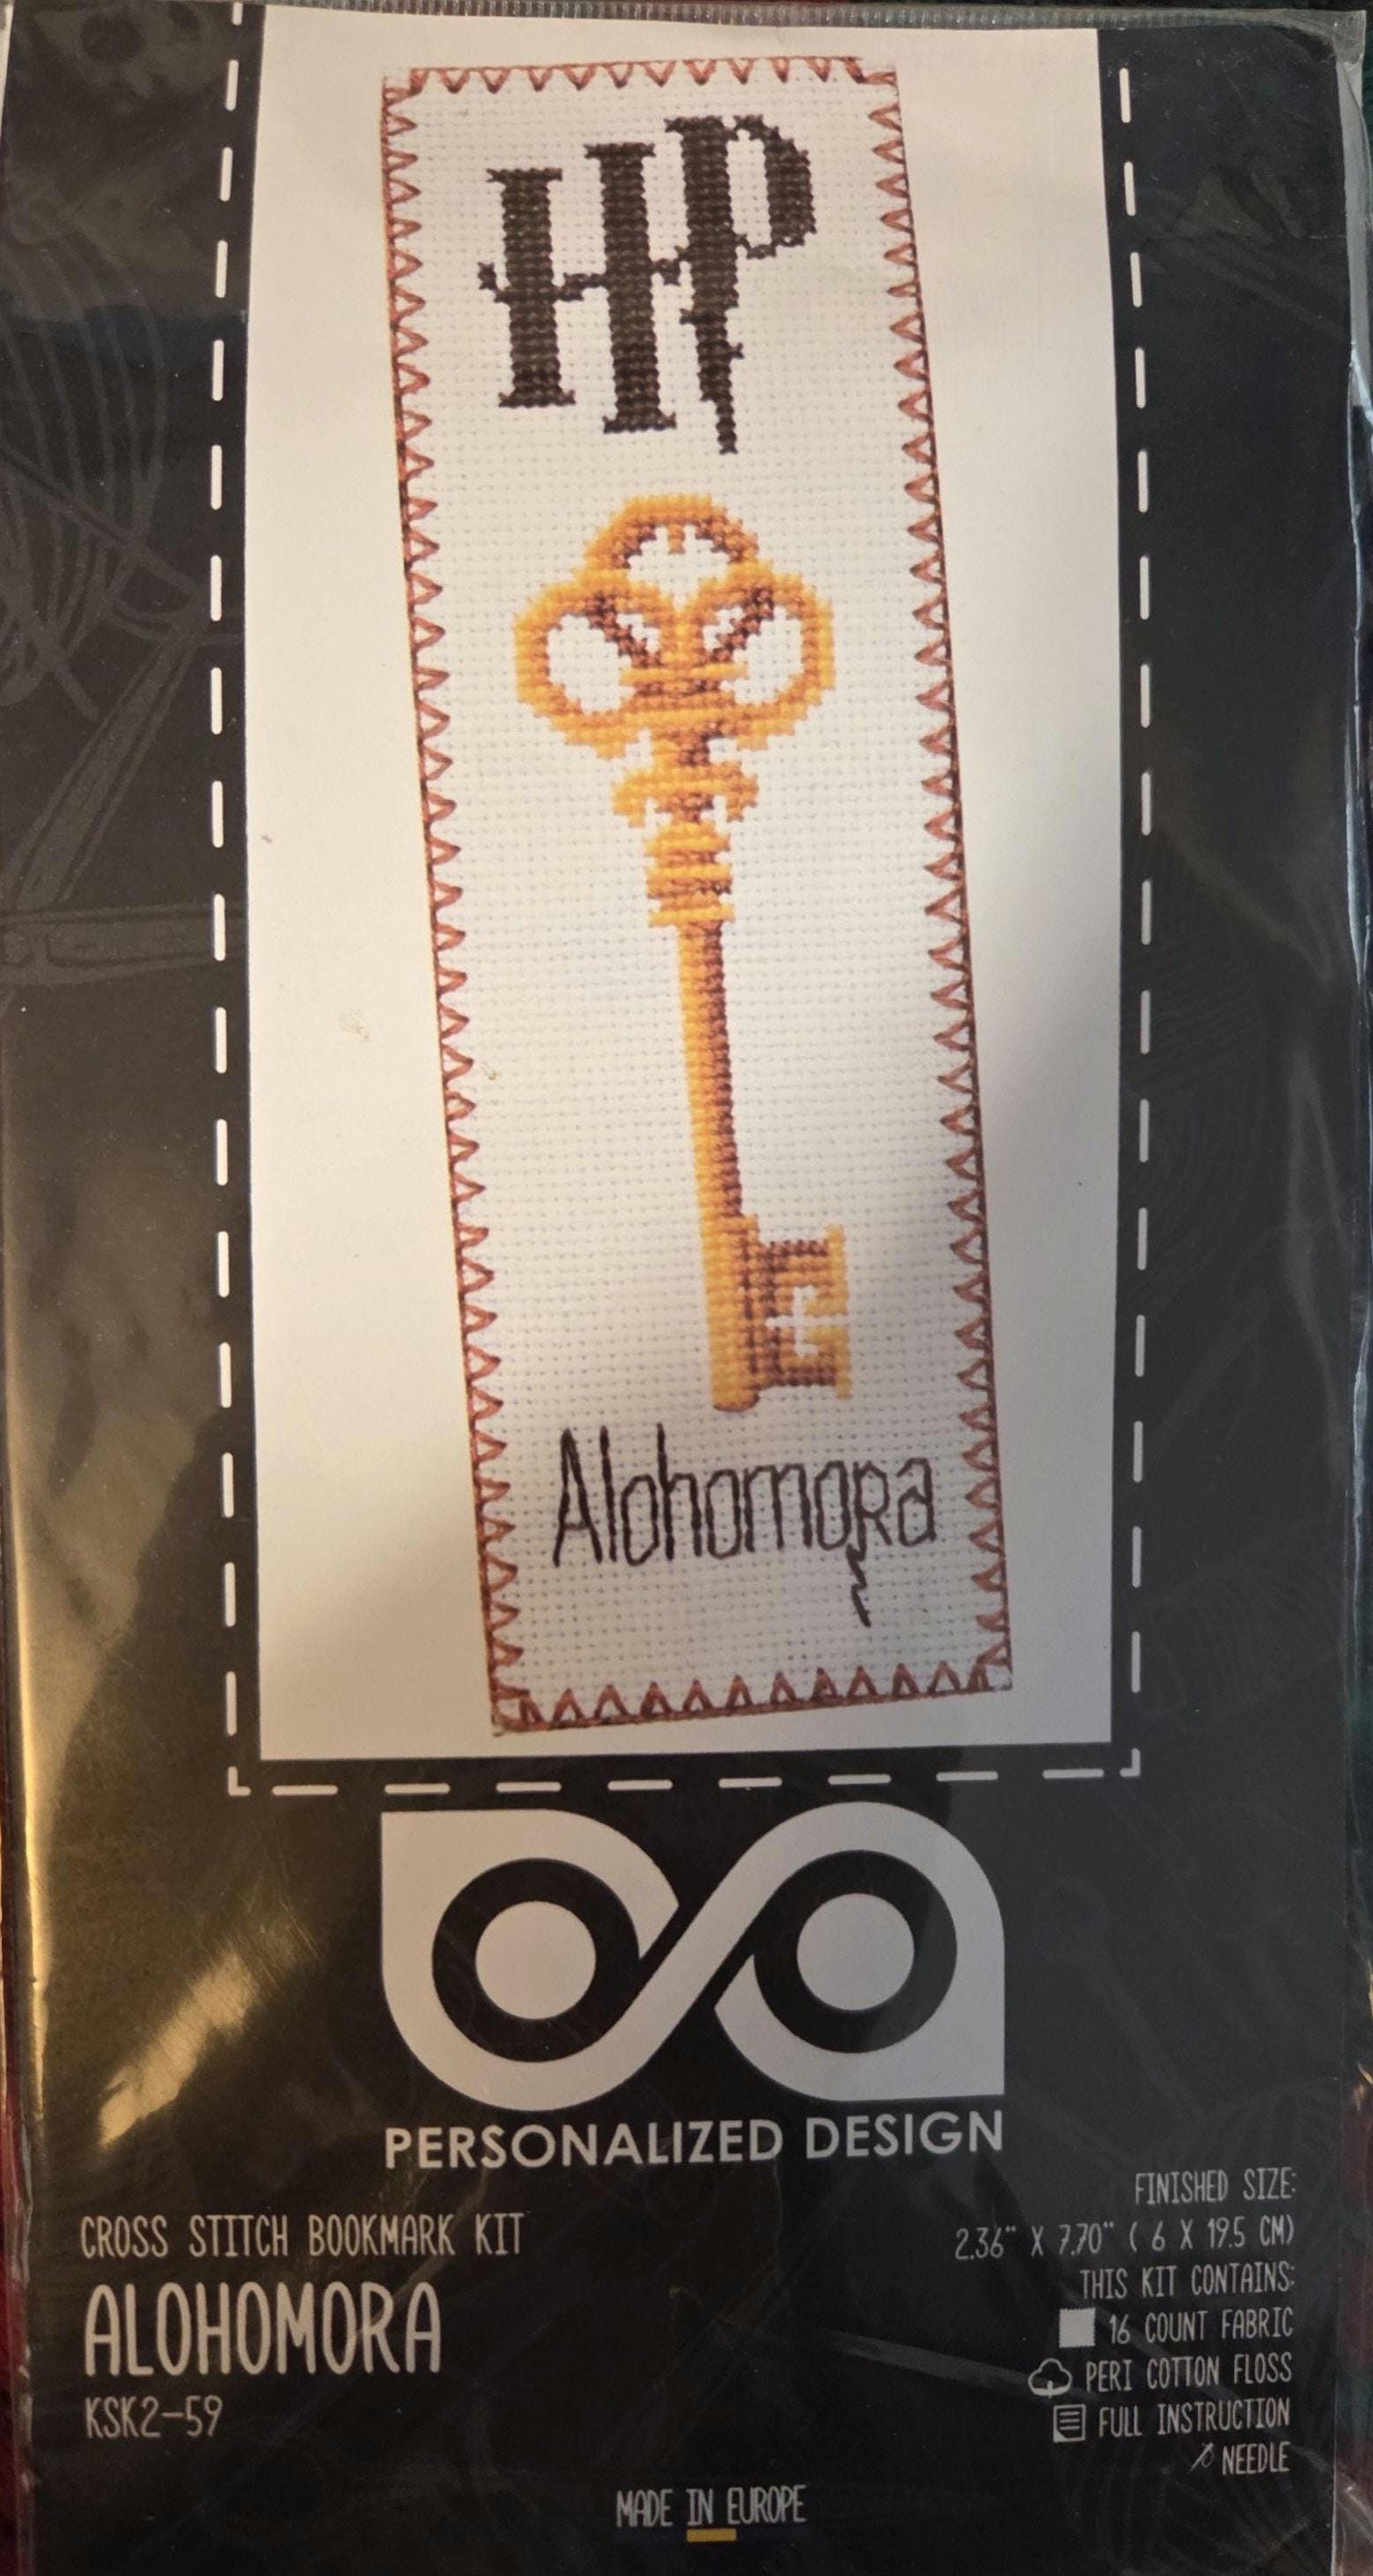 HP
Alohomora
PERSONALIZED DESIGN
CROSS STITCH BOOKMARK KIT
ALOHOMORA
KSK2-59
FINISHED SIZE:
2.36" X 7.70" ( 6 X 19.5 CM)
THIS KIT CONTAINS:
16 COUNT FABRIC
PERI COTTON FLOSS
FULL INSTRUCTION
NEEDLE
MADE IN EUROPE